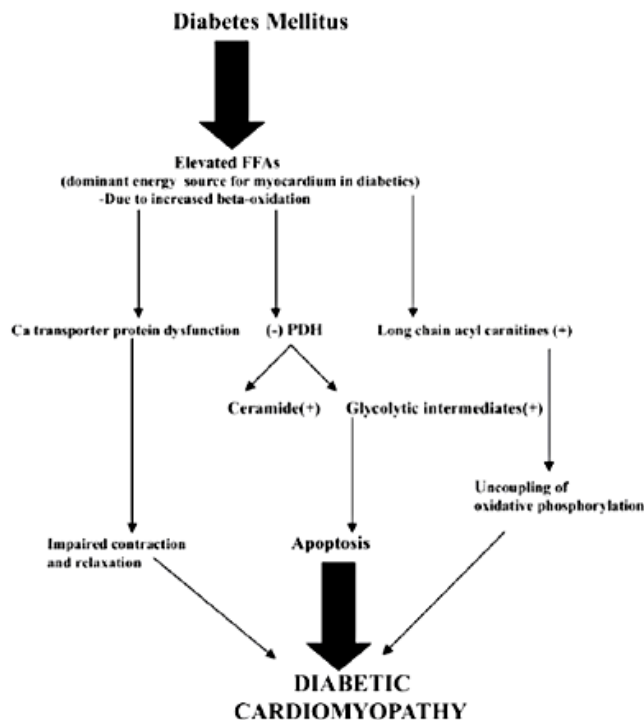 Diabetes Mellitus
Elevated FFAs
(dominant energy source for myocardium in diabetics)
-Due to increased beta-oxidation
Ca transporter protein dysfunction
(-) PDH
Long chain acyl carnitines (+)
Ceramide(+)
Glycolytic intermediates(+)
Uncoupling of
oxidative phosphorylation
Impaired contraction
and relaxation
Apoptosis
DIABETIC
CARDIOMYOPATHY